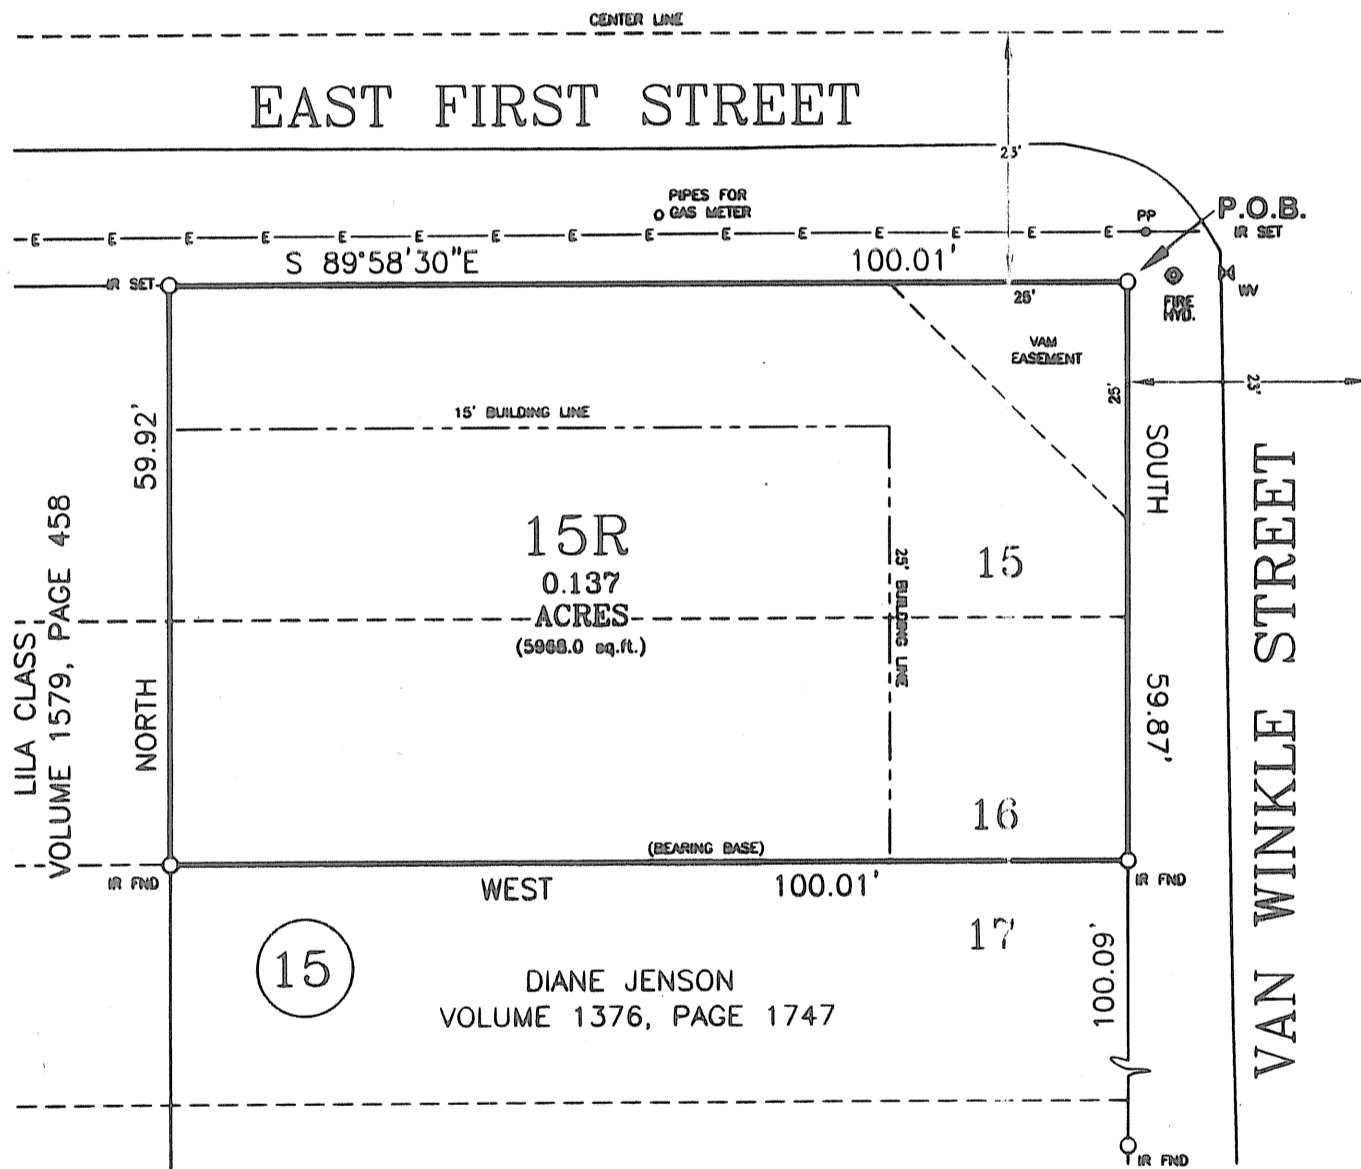 CENTER LINE
EAST FIRST STREET
23'
PIPES FOR
GAS METER
PP
P.O.B.
IR SET
E E E E E E E E E E E E E E E
S 89°58'30"E
100.01'
IR SET
25'
FIRE
HYD.
WV
VAM
EASEMENT
25'
23'
15' BUILDING LINE
59.92'
SOUTH
15R
0.137
ACRES
(5968.0 sq.ft.)
25' BUILDING LINE
15
LILA CLASS
VOLUME 1579, PAGE 458
NORTH
59.87'
VAN WINKLE STREET
16
(BEARING BASE)
IR FND
WEST
100.01'
IR FND
15
17
100.09'
DIANE JENSON
VOLUME 1376, PAGE 1747
IR FND